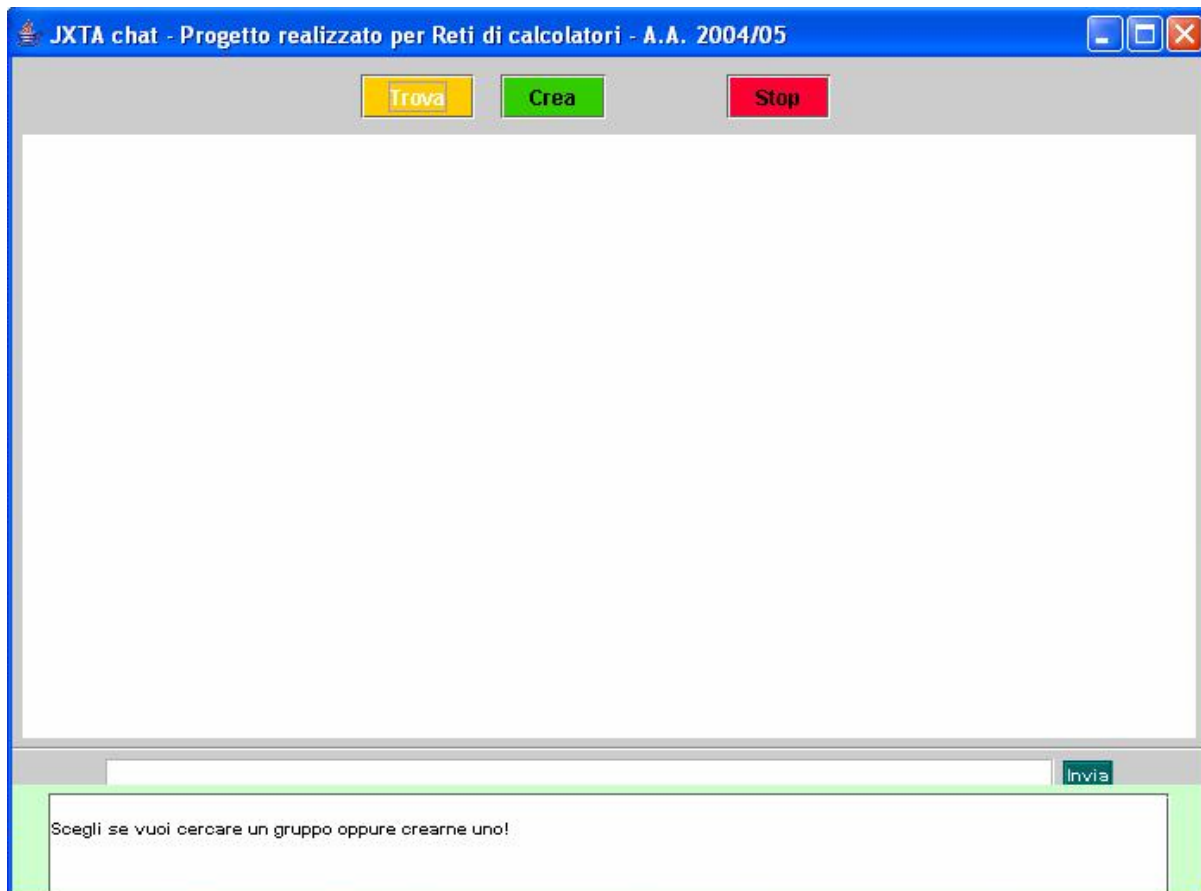 JXTA chat - Progetto realizzato per Reti di calcolatori - A.A. 2004/05
Trova Crea Stop
Invia
Scegli se vuoi cercare un gruppo oppure crearne uno!